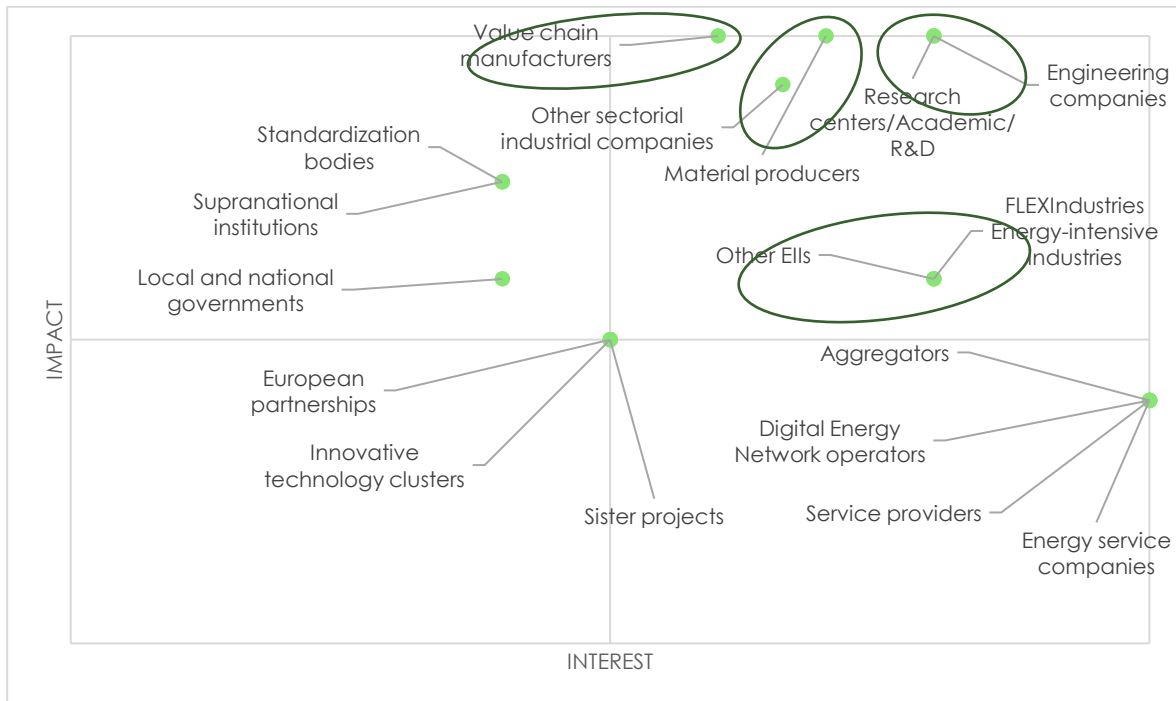 Value chain
manufacturers
Other sectorial
industrial companies
Material producers
Research
centers/Academic/
R&D
Engineering
companies
Standardization
bodies
Supranational
institutions
Local and national
governments
Other EIIs
FLEXIndustries
Energy-intensive
Industries
IMPACT
European
partnerships
Innovative
technology clusters
Sister projects
Aggregators
Digital Energy
Network operators
Service providers
Energy service
companies
INTEREST